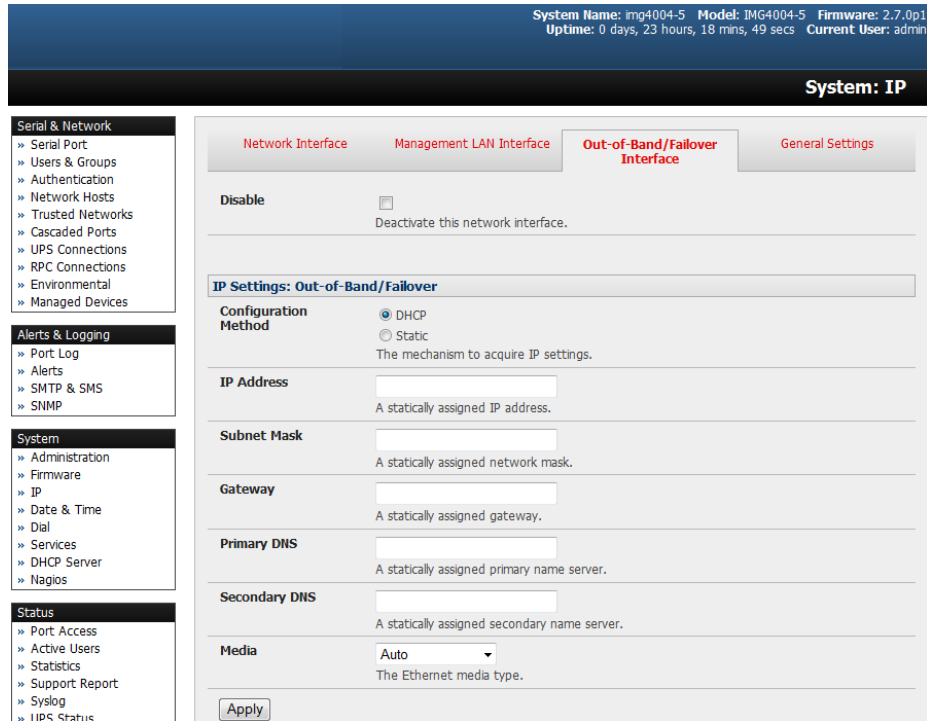 System Name: img4004-5 Model: IMG4004-5 Firmware: 2.7.0p1
Uptime: 0 days, 23 hours, 18 mins, 49 secs Current User: admin
System: IP
Serial & Network
» Serial Port
» Users & Groups
» Authentication
» Network Hosts
» Trusted Networks
» Cascaded Ports
» UPS Connections
» RPC Connections
» Environmental
» Managed Devices
Alerts & Logging
» Port Log
» Alerts
» SMTP & SMS
» SNMP
System
» Administration
» Firmware
» IP
» Date & Time
» Dial
» Services
» DHCP Server
» Nagios
Status
» Port Access
» Active Users
» Statistics
» Support Report
» Syslog
» UPS Status
Network Interface
Management LAN Interface
Out-of-Band/Failover
Interface
General Settings
Disable
Deactivate this network interface.
IP Settings: Out-of-Band/Failover
Configuration
Method
DHCP
Static
The mechanism to acquire IP settings.
IP Address
A statically assigned IP address.
Subnet Mask
A statically assigned network mask.
Gateway
A statically assigned gateway.
Primary DNS
A statically assigned primary name server.
Secondary DNS
A statically assigned secondary name server.
Media
Auto
The Ethernet media type.
Apply